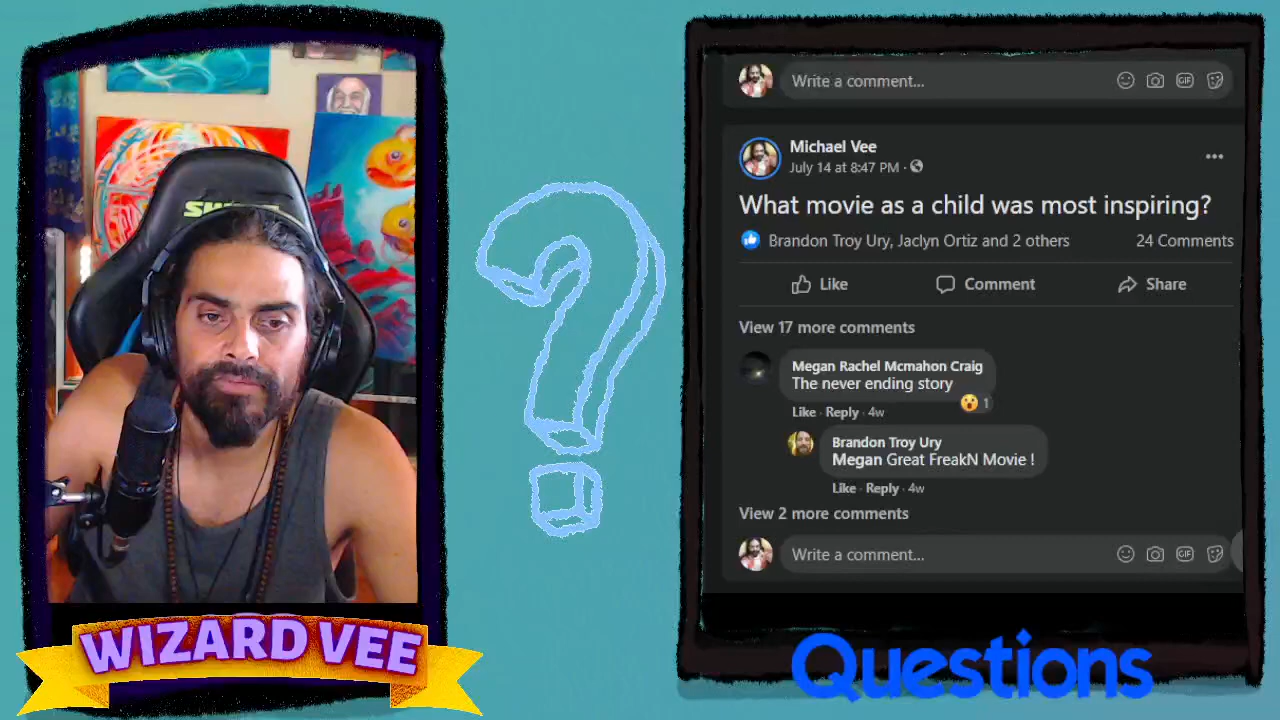 Write a comment...
GIF
Michael Vee
July 14 at 8:47 PM ·
What movie as a child was most inspiring?
Brandon Troy Ury, Jaclyn Ortiz and 2 others 24 Comments
Like Comment Share
View 17 more comments
Megan Rachel Mcmahon Craig
The never ending story
1
Like · Reply · 4w
Brandon Troy Ury
Megan Great FreakN Movie !
Like · Reply · 4w
View 2 more comments
Write a comment...
GIF
?
WIZARD VEE
Questions